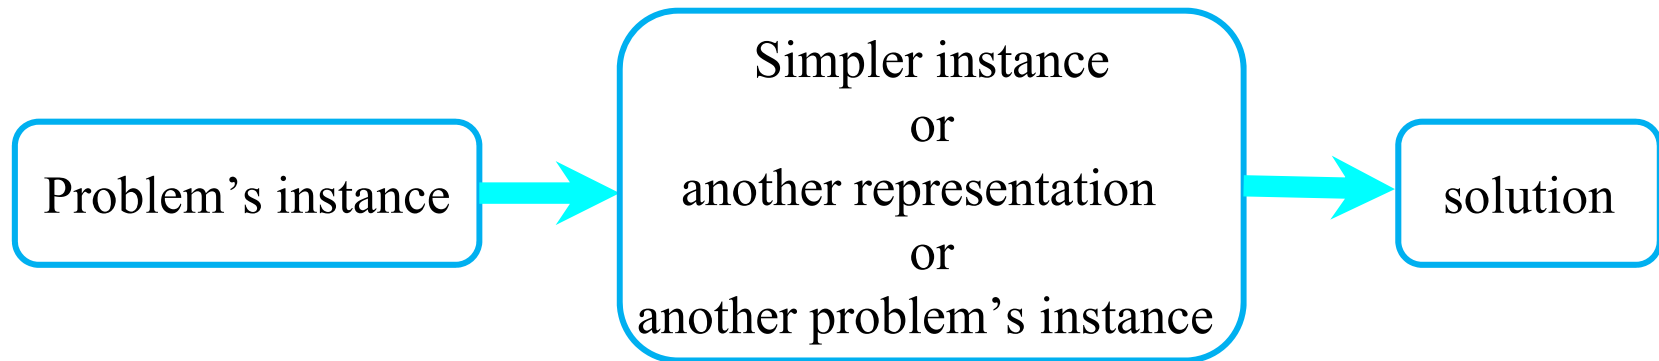 Problem’s instance
Simpler instance
or
another representation
or
another problem’s instance
solution